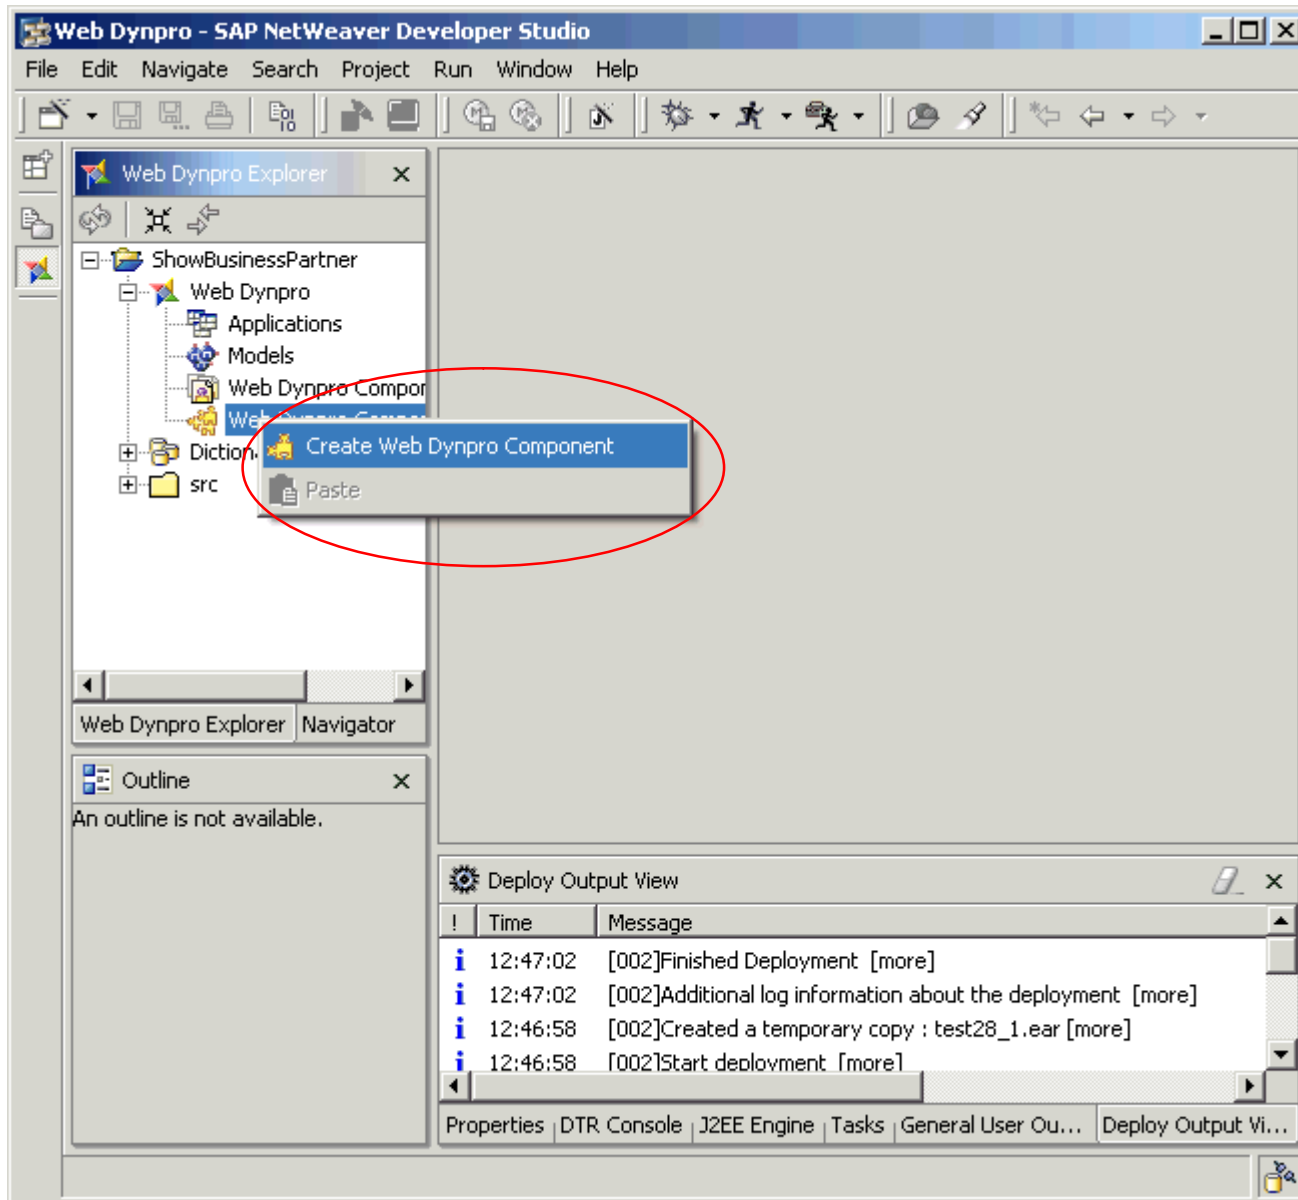 Web Dynpro - SAP NetWeaver Developer Studio
File Edit Navigate Search Project Run Window Help
Web Dynpro Explorer
ShowBusinessPartner
Web Dynpro
Applications
Models
Web Dynpro Compor
Web Dynpro
Create Web Dynpro Component
Diction
Paste
src
Web Dynpro Explorer Navigator
Outline
An outline is not available.
Deploy Output View
! Time Message
12:47:02 [002]Finished Deployment [more]
12:47:02 [002]Additional log information about the deployment [more]
12:46:58 [002]Created a temporary copy : test28_1.ear [more]
12:46:58 [002]Start deployment [more]
Properties DTR Console J2EE Engine Tasks General User Ou... Deploy Output Vi...